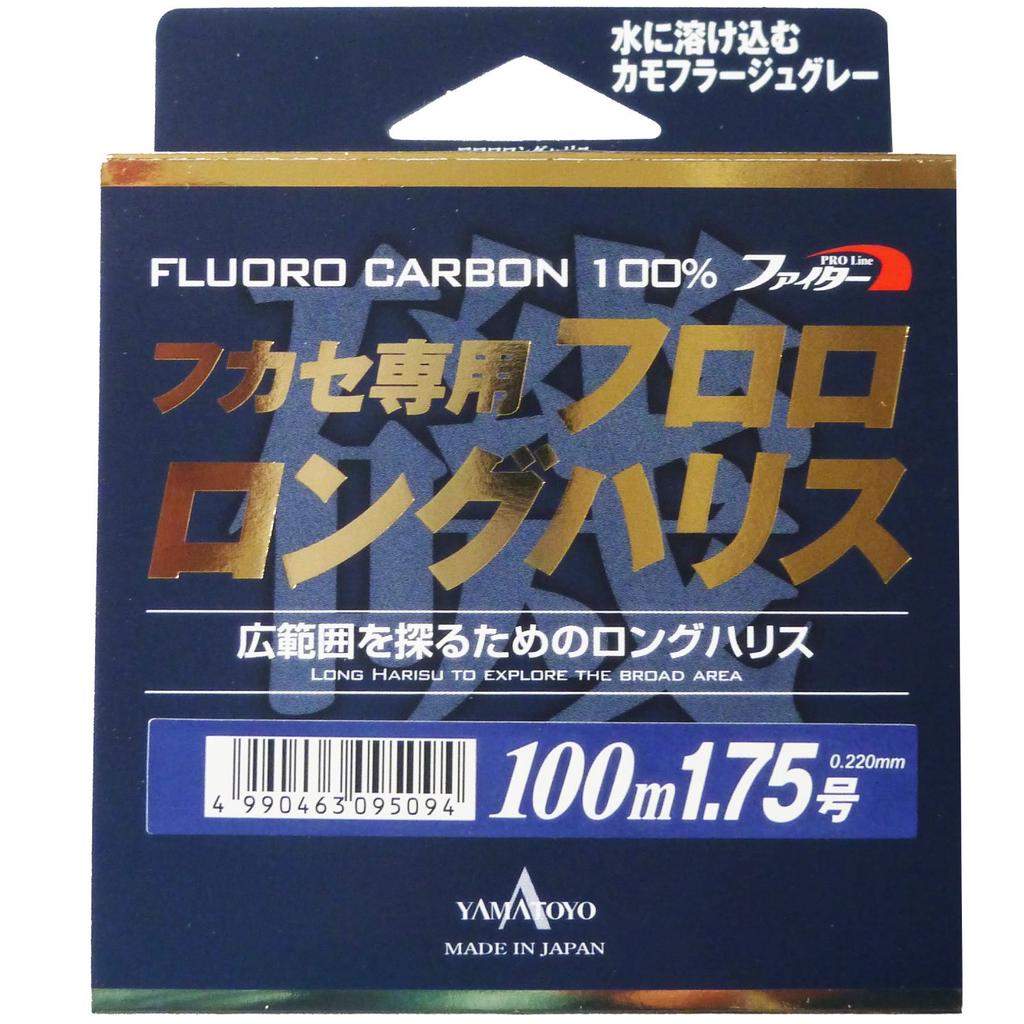 水に溶け込む
カモフラージュグレー
FLUORO CARBON 100% ファイター PRO Line
フカセ専用 フロロ
ロングハリス
磯
広範囲を探るためのロングハリス
LONG HARISU TO EXPLORE THE BROAD AREA
4 990463 095094
100m 1.75号 0.220mm
YAMATOYO
MADE IN JAPAN